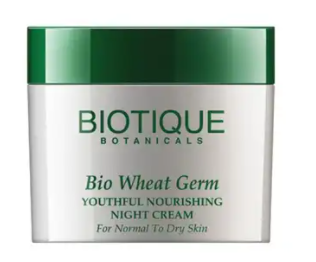 BIOTIQUE
BOTANICALS
Bio Wheat Germ
YOUTHFUL NOURISHING
NIGHT CREAM
For Normal To Dry Skin